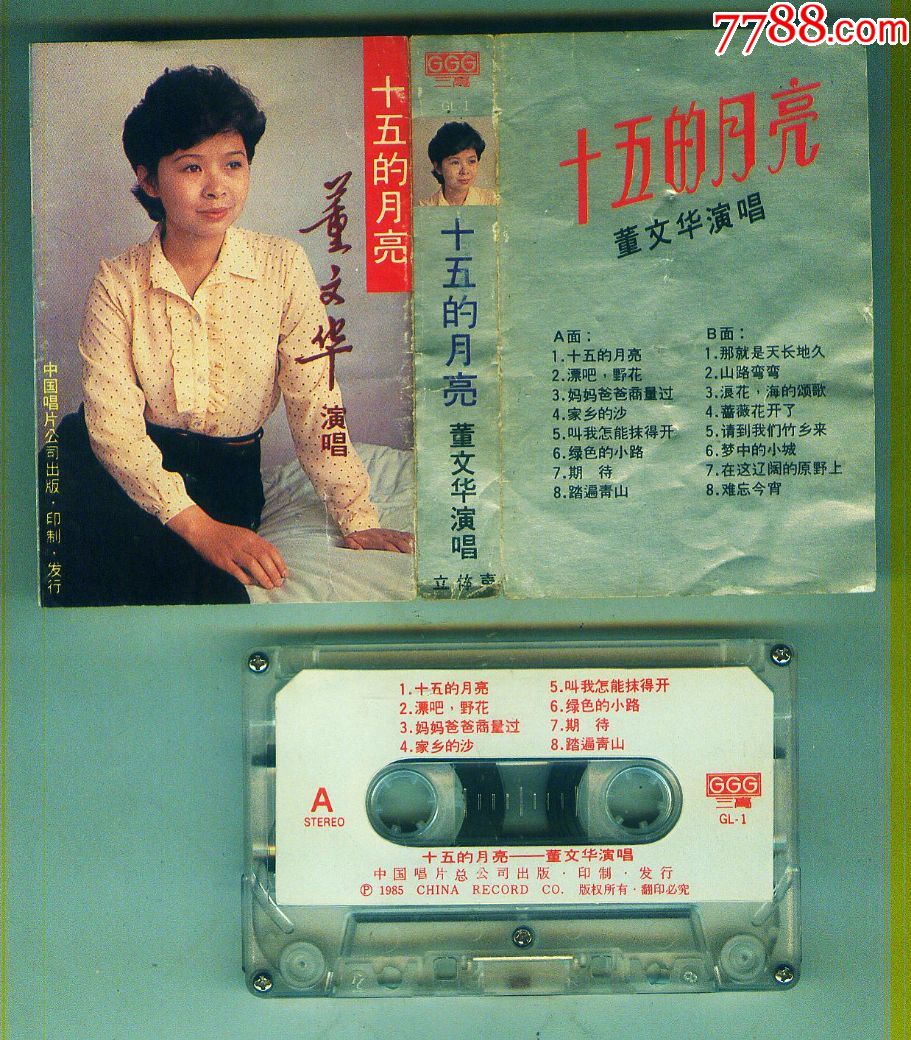 7788.com
十五的月亮
董文华
演唱
中国唱片公司出版·印制·发行
GGG
三高
GL-1
十五的月亮
董文华演唱
立体声
十五的月亮
董文华演唱
A面：
1.十五的月亮
2.漂吧，野花
3.妈妈爸爸商量过
4.家乡的沙
5.叫我怎能抹得开
6.绿色的小路
7.期 待
8.踏遍青山
B面：
1.那就是天长地久
2.山路弯弯
3.浪花，海的颂歌
4.蔷薇花开了
5.请到我们竹乡来
6.梦中的小城
7.在这辽阔的原野上
8.难忘今宵
1.十五的月亮
2.漂吧，野花
3.妈妈爸爸商量过
4.家乡的沙
5.叫我怎能抹得开
6.绿色的小路
7.期 待
8.踏遍青山
A
STEREO
GGG
三高
GL-1
十五的月亮——董文华演唱
中国唱片总公司出版·印制·发行
Ⓟ 1985 CHINA RECORD CO. 版权所有·翻印必究